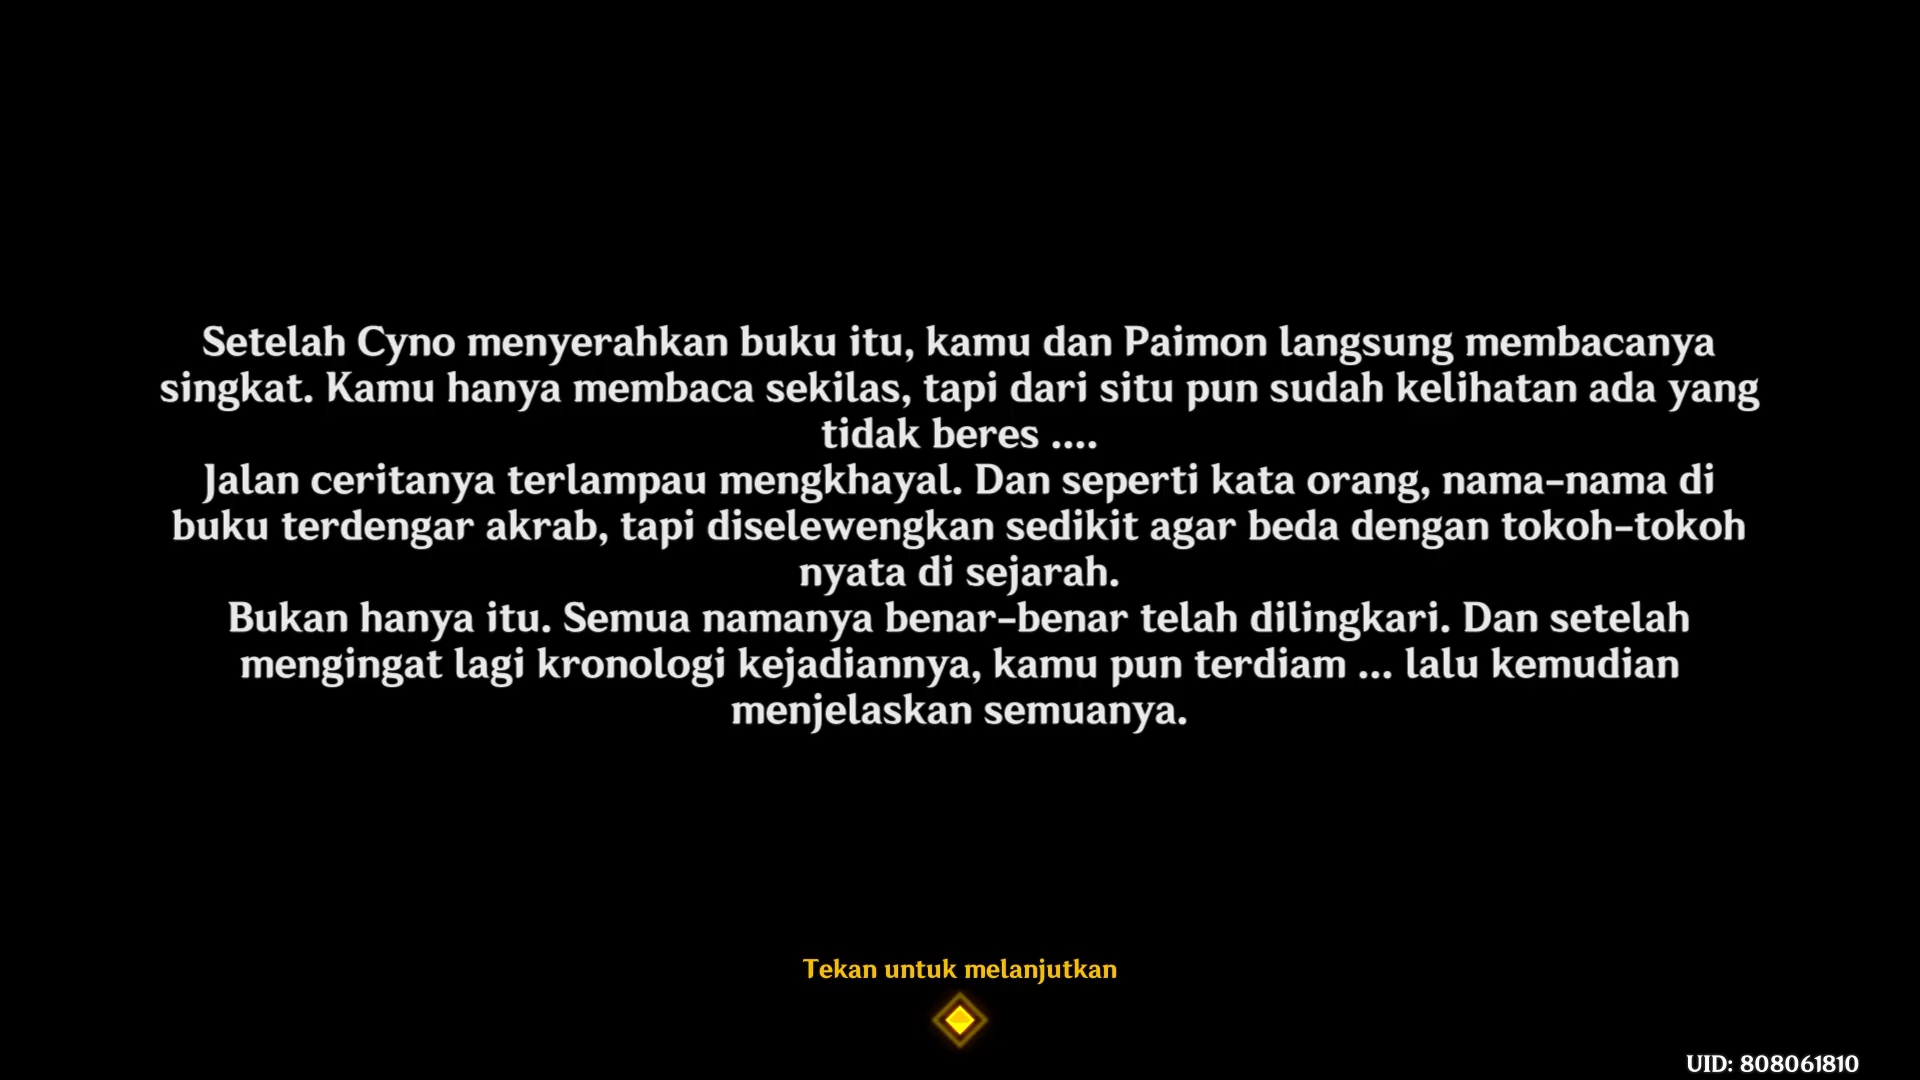 Setelah Cyno menyerahkan buku itu, kamu dan Paimon langsung membacanya
singkat. Kamu hanya membaca sekilas, tapi dari situ pun sudah kelihatan ada yang
tidak beres ....
Jalan ceritanya terlampau mengkhayal. Dan seperti kata orang, nama-nama di
buku terdengar akrab, tapi diselewengkan sedikit agar beda dengan tokoh-tokoh
nyata di sejarah.
Bukan hanya itu. Semua namanya benar-benar telah dilingkari. Dan setelah
mengingat lagi kronologi kejadiannya, kamu pun terdiam ... lalu kemudian
menjelaskan semuanya.
Tekan untuk melanjutkan
UID: 808061810